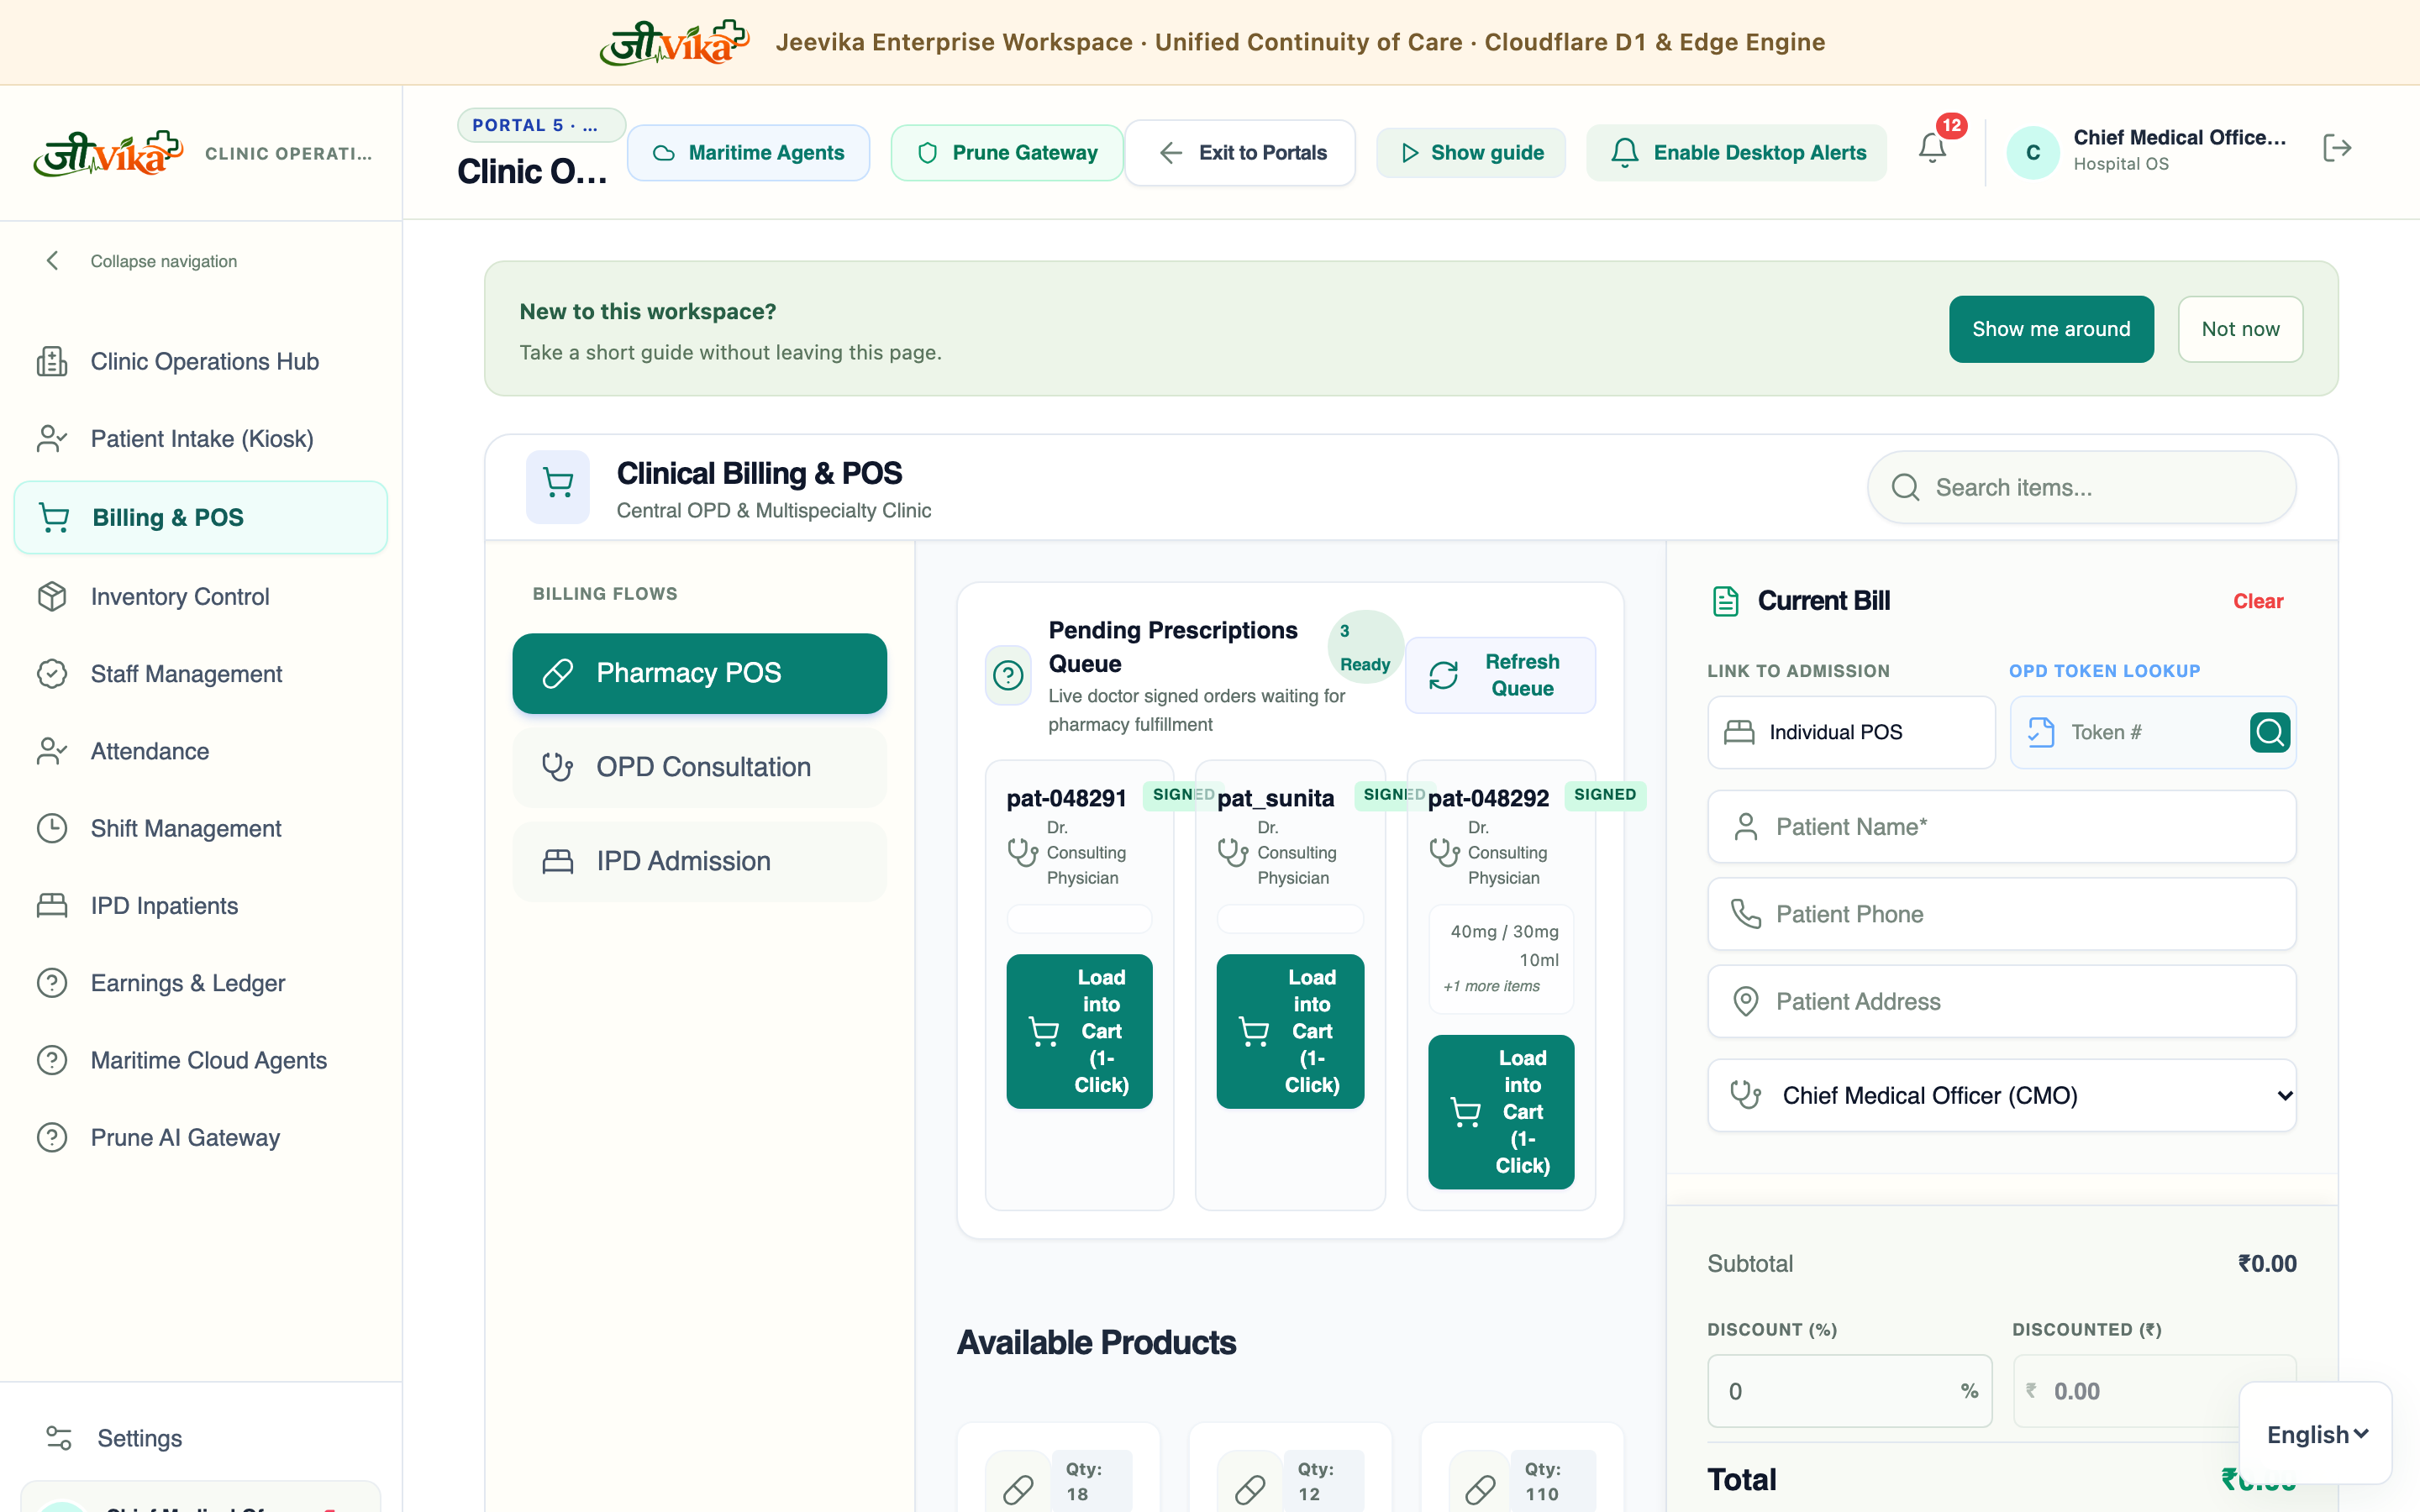 जीvika
Jeevika Enterprise Workspace · Unified Continuity of Care · Cloudflare D1 & Edge Engine
जीvika
CLINIC OPERATI...
PORTAL 5 · ...
Clinic O...
Maritime Agents
Prune Gateway
Exit to Portals
Show guide
Enable Desktop Alerts
12
C
Chief Medical Office...
Hospital OS
Collapse navigation
Clinic Operations Hub
Patient Intake (Kiosk)
Billing & POS
Inventory Control
Staff Management
Attendance
Shift Management
IPD Inpatients
Earnings & Ledger
Maritime Cloud Agents
Prune AI Gateway
Settings
New to this workspace?
Take a short guide without leaving this page.
Show me around
Not now
Clinical Billing & POS
Central OPD & Multispecialty Clinic
Search items...
BILLING FLOWS
Pharmacy POS
OPD Consultation
IPD Admission
Pending Prescriptions
Queue
3
Ready
Live doctor signed orders waiting for
pharmacy fulfillment
Refresh
Queue
pat-048291
SIGNED
Dr.
Consulting
Physician
Load
into
Cart
(1-
Click)
pat_sunita
SIGNED
Dr.
Consulting
Physician
Load
into
Cart
(1-
Click)
pat-048292
SIGNED
Dr.
Consulting
Physician
40mg / 30mg
10ml
+1 more items
Load
into
Cart
(1-
Click)
Available Products
Qty:
18
Qty:
12
Qty:
110
Current Bill
Clear
LINK TO ADMISSION
OPD TOKEN LOOKUP
Individual POS
Token #
Patient Name*
Patient Phone
Patient Address
Chief Medical Officer (CMO)
Subtotal
₹0.00
DISCOUNT (%)
DISCOUNTED (₹)
0
%
₹ 0.00
Total
English